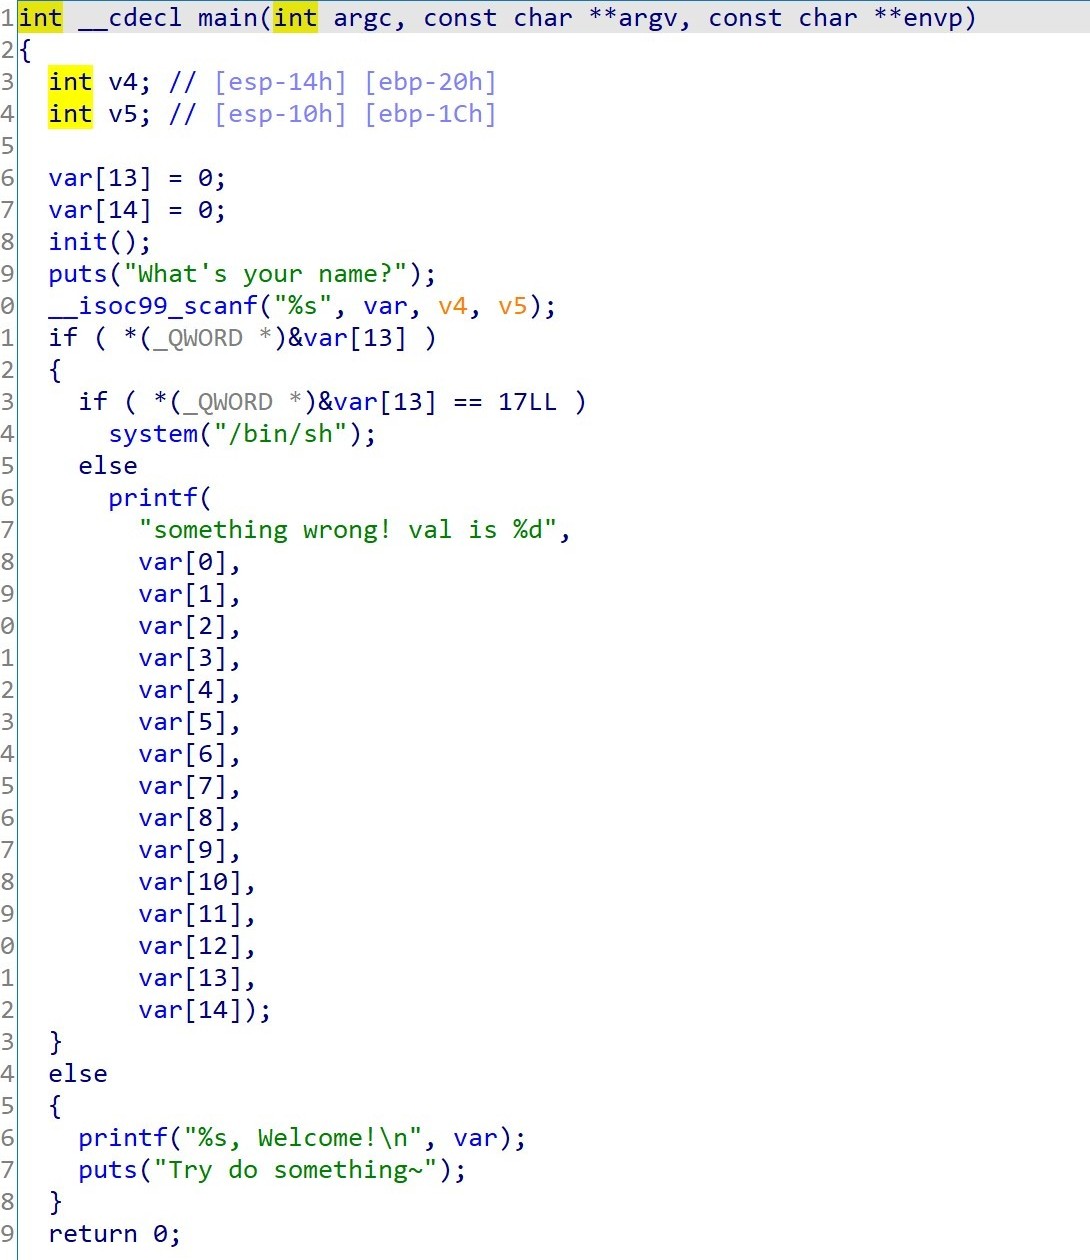 1 int __cdecl main(int argc, const char **argv, const char **envp)
2 {
3   int v4; // [esp-14h] [ebp-20h]
4   int v5; // [esp-10h] [ebp-1Ch]
5
6   var[13] = 0;
7   var[14] = 0;
8   init();
9   puts("What's your name?");
0   __isoc99_scanf("%s", var, v4, v5);
1   if ( *(_QWORD *)&var[13] )
2   {
3     if ( *(_QWORD *)&var[13] == 17LL )
4       system("/bin/sh");
5     else
6       printf(
7         "something wrong! val is %d",
8         var[0],
9         var[1],
0         var[2],
1         var[3],
2         var[4],
3         var[5],
4         var[6],
5         var[7],
6         var[8],
7         var[9],
8         var[10],
9         var[11],
0         var[12],
1         var[13],
2         var[14]);
3   }
4   else
5   {
6     printf("%s, Welcome!\n", var);
7     puts("Try do something~");
8   }
9   return 0;